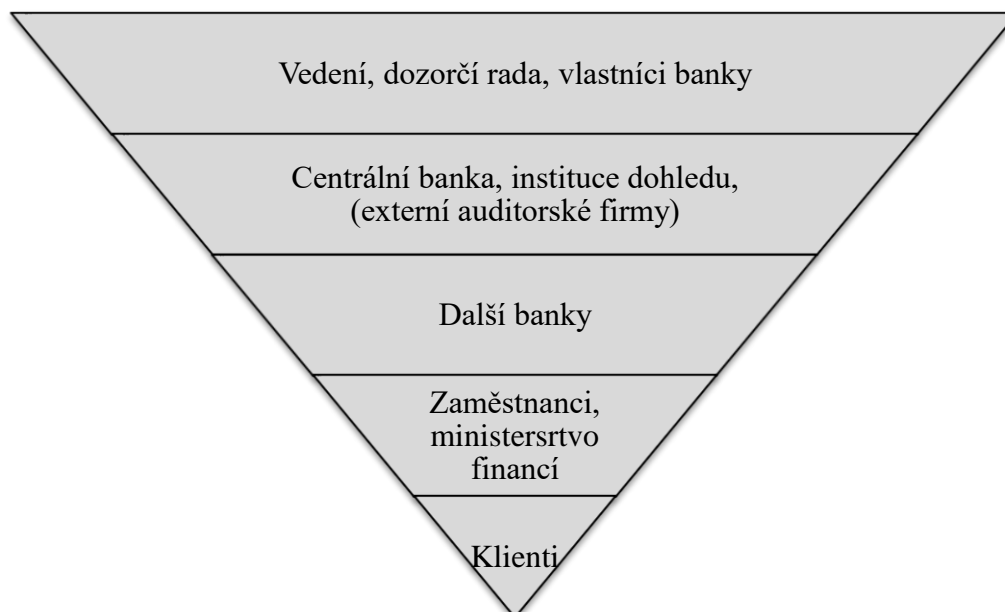 Vedení, dozorčí rada, vlastníci banky
Centrální banka, instituce dohledu,
(externí auditorské firmy)
Další banky
Zaměstnanci,
ministersrtvo
financí
Klienti